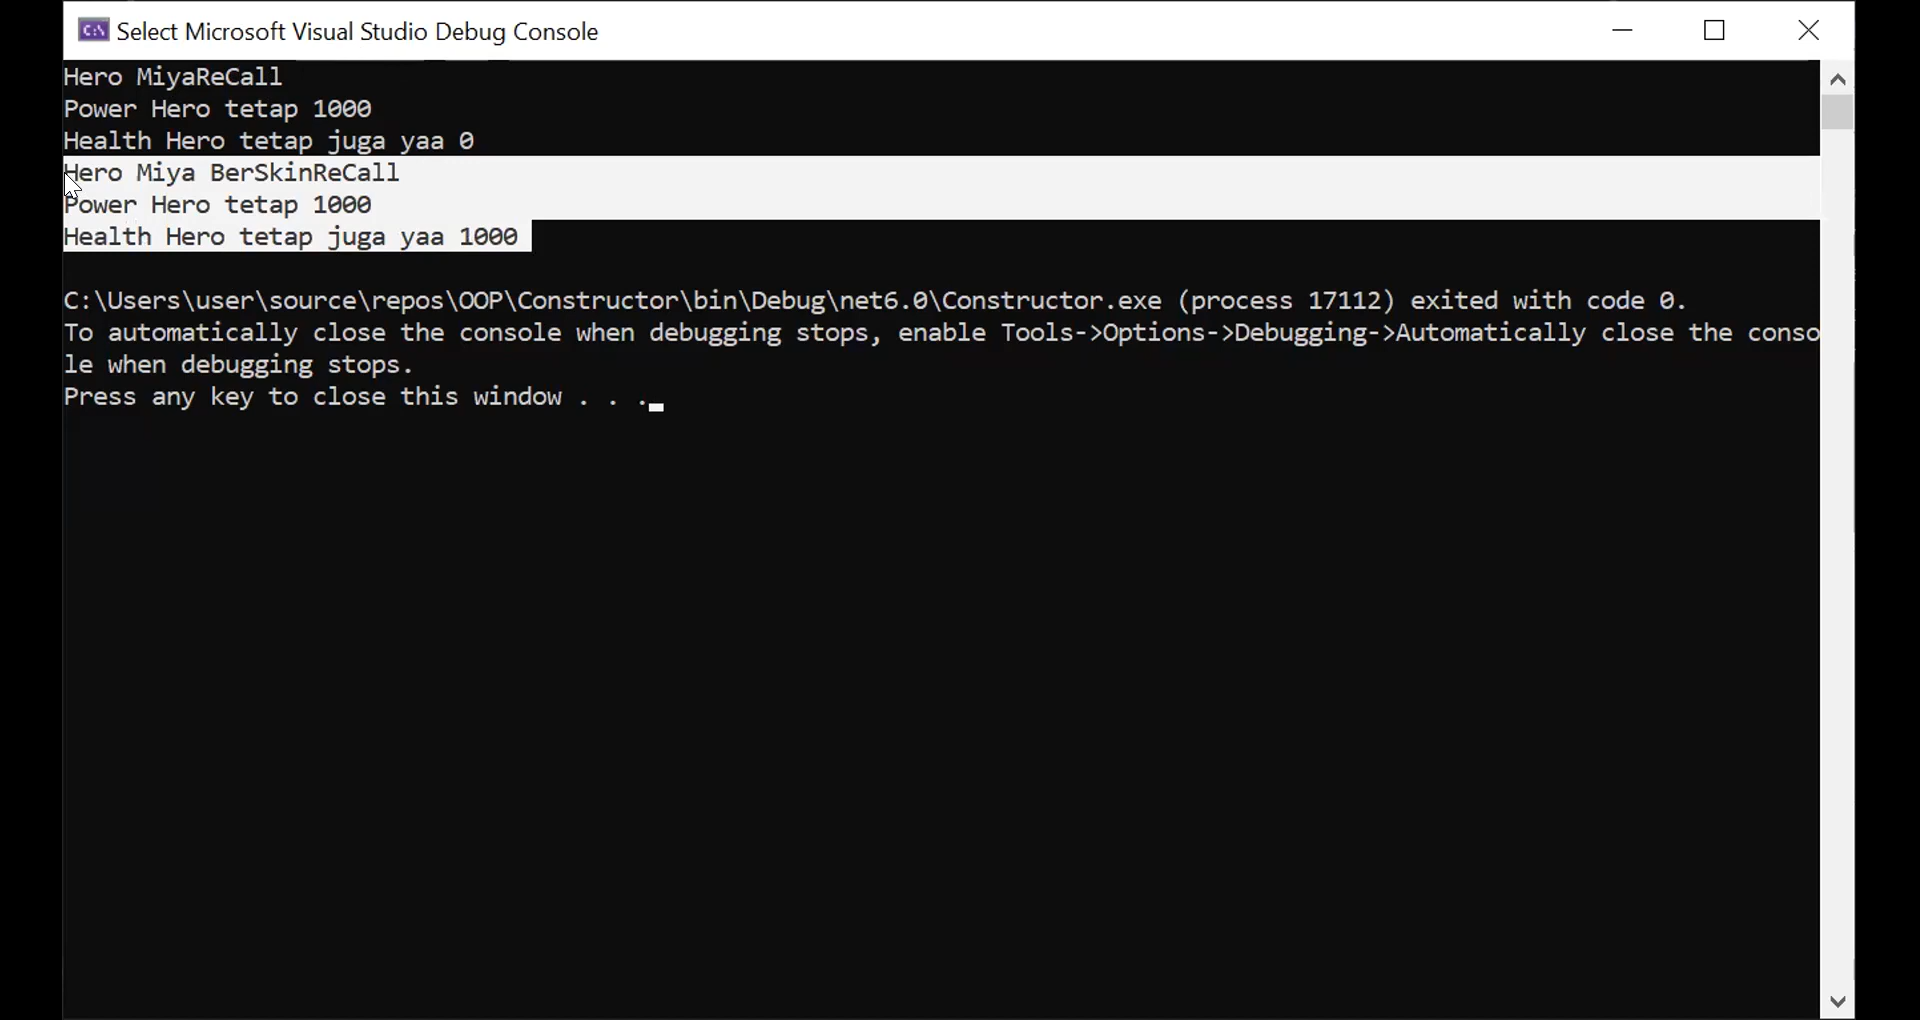 Select Microsoft Visual Studio Debug Console
Hero MiyaReCall
Power Hero tetap 1000
Health Hero tetap juga yaa 0
Hero Miya BerSkinReCall
Power Hero tetap 1000
Health Hero tetap juga yaa 1000
C:\Users\user\source\repos\OOP\Constructor\bin\Debug\net6.0\Constructor.exe (process 17112) exited with code 0.
To automatically close the console when debugging stops, enable Tools->Options->Debugging->Automatically close the conso
le when debugging stops.
Press any key to close this window . . .